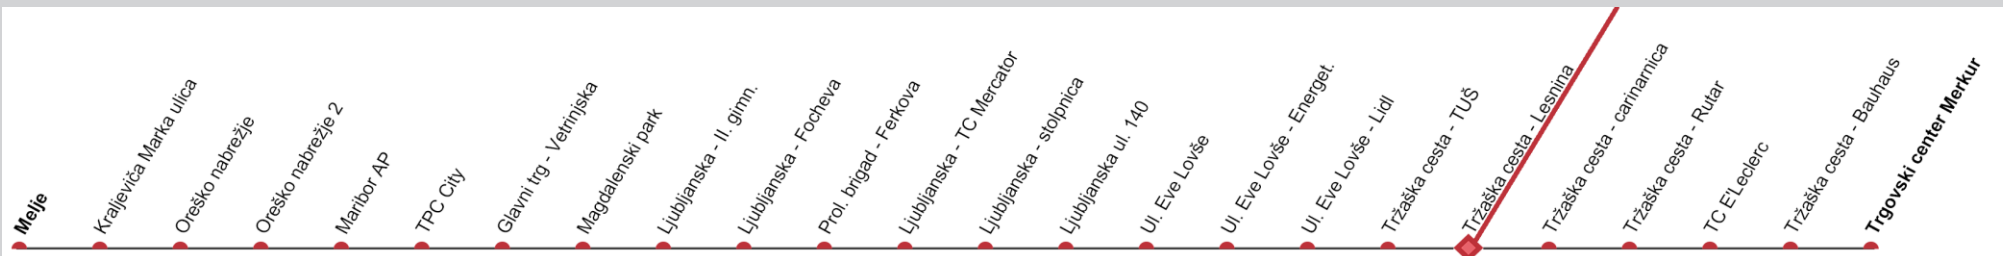 Melje
Kraljeviča Marka ulica
Oreško nabrežje
Oreško nabrežje 2
Maribor AP
TPC City
Glavni trg - Vetrinjska
Magdalenski park
Ljubljanska - II. gimn.
Ljubljanska - Focheva
Prol. brigad - Ferkova
Ljubljanska - TC Mercator
Ljubljanska - stolpnica
Ljubljanska ul. 140
Ul. Eve Lovše
Ul. Eve Lovše - Energet.
Ul. Eve Lovše - Lidl
Tržaška cesta - TUŠ
Tržaška cesta - Lesnina
Tržaška cesta - carinarnica
Tržaška cesta - Rutar
TC E'Leclerc
Tržaška cesta - Bauhaus
Trgovski center Merkur